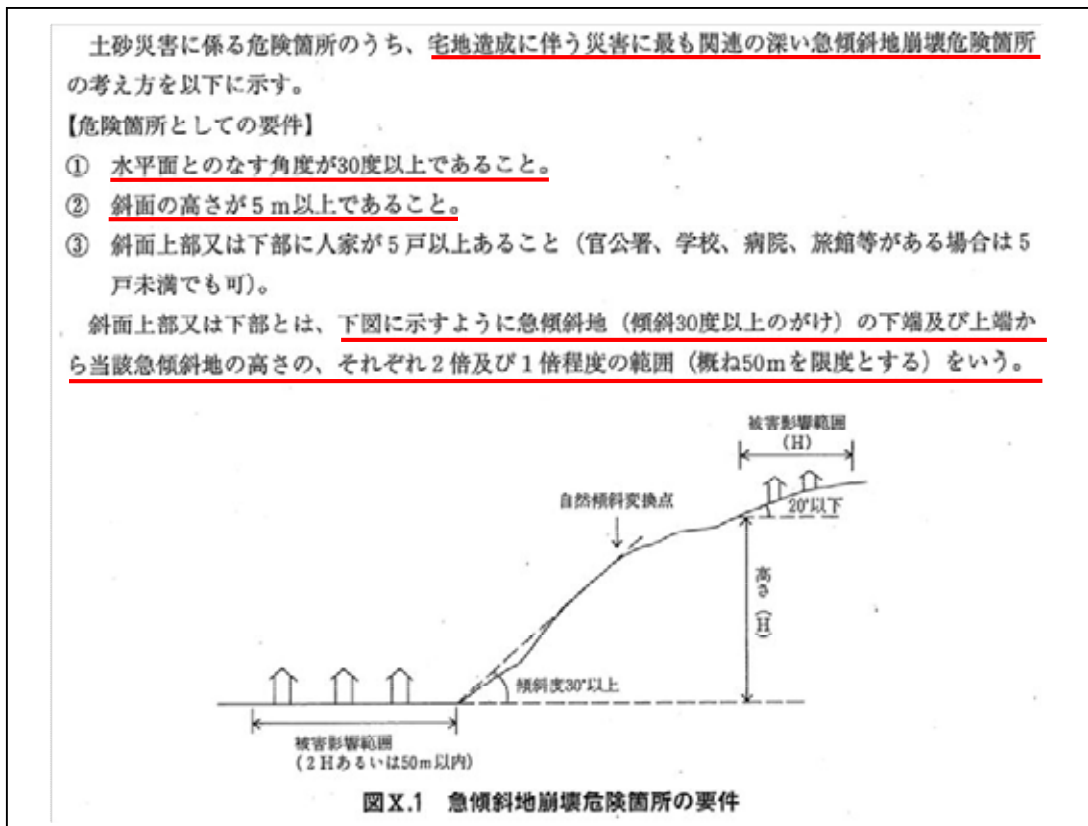 土砂災害に係る危険箇所のうち、宅地造成に伴う災害に最も関連の深い急傾斜地崩壊危険箇所
の考え方を以下に示す。
【危険箇所としての要件】
① 水平面とのなす角度が30度以上であること。
② 斜面の高さが5m以上であること。
③ 斜面上部又は下部に人家が5戸以上あること（官公署、学校、病院、旅館等がある場合は5
戸未満でも可）。
斜面上部又は下部とは、下図に示すように急傾斜地（傾斜30度以上のがけ）の下端及び上端か
ら当該急傾斜地の高さの、それぞれ2倍及び1倍程度の範囲（概ね50mを限度とする）をいう。
被害影響範囲
(H)
自然傾斜変換点
20°以下
高さ(H)
傾斜度30°以上
被害影響範囲
(2Hあるいは50m以内)
図X.1 急傾斜地崩壊危険箇所の要件